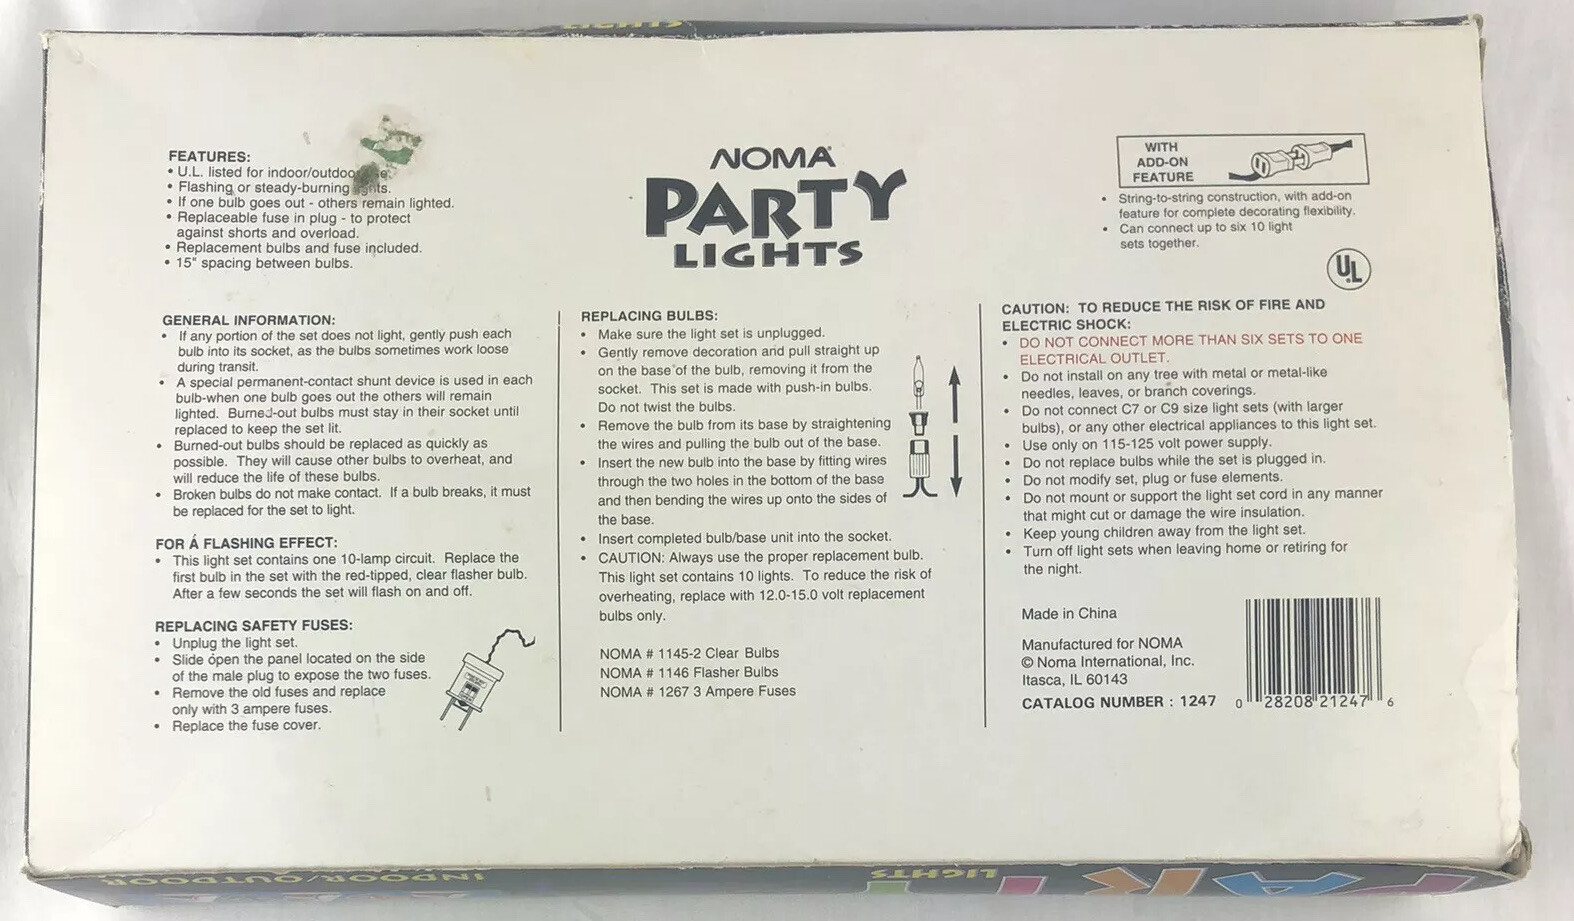 LIGHTS
FEATURES:
• U.L. listed for indoor/outdoor
• Flashing or steady-burning lights.
• If one bulb goes out - others remain lighted.
• Replaceable fuse in plug - to protect
against shorts and overload.
• Replacement bulbs and fuse included.
• 15" spacing between bulbs.
NOMA
PARTY
LIGHTS
WITH
ADD-ON
FEATURE
• String-to-string construction, with add-on
feature for complete decorating flexibility.
• Can connect up to six 10 light
sets together.
UL
GENERAL INFORMATION:
• If any portion of the set does not light, gently push each
bulb into its socket, as the bulbs sometimes work loose
during transit.
• A special permanent-contact shunt device is used in each
bulb-when one bulb goes out the others will remain
lighted. Burned-out bulbs must stay in their socket until
replaced to keep the set lit.
• Burned-out bulbs should be replaced as quickly as
possible. They will cause other bulbs to overheat, and
will reduce the life of these bulbs.
• Broken bulbs do not make contact. If a bulb breaks, it must
be replaced for the set to light.
FOR A FLASHING EFFECT:
• This light set contains one 10-lamp circuit. Replace the
first bulb in the set with the red-tipped, clear flasher bulb.
After a few seconds the set will flash on and off.
REPLACING SAFETY FUSES:
• Unplug the light set.
• Slide open the panel located on the side
of the male plug to expose the two fuses.
• Remove the old fuses and replace
only with 3 ampere fuses.
• Replace the fuse cover.
REPLACING BULBS:
• Make sure the light set is unplugged.
• Gently remove decoration and pull straight up
on the base of the bulb, removing it from the
socket. This set is made with push-in bulbs.
Do not twist the bulbs.
• Remove the bulb from its base by straightening
the wires and pulling the bulb out of the base.
• Insert the new bulb into the base by fitting wires
through the two holes in the bottom of the base
and then bending the wires up onto the sides of
the base.
• Insert completed bulb/base unit into the socket.
• CAUTION: Always use the proper replacement bulb.
This light set contains 10 lights. To reduce the risk of
overheating, replace with 12.0-15.0 volt replacement
bulbs only.
NOMA # 1145-2 Clear Bulbs
NOMA # 1146 Flasher Bulbs
NOMA # 1267 3 Ampere Fuses
CAUTION: TO REDUCE THE RISK OF FIRE AND
ELECTRIC SHOCK:
• DO NOT CONNECT MORE THAN SIX SETS TO ONE
ELECTRICAL OUTLET.
• Do not install on any tree with metal or metal-like
needles, leaves, or branch coverings.
• Do not connect C7 or C9 size light sets (with larger
bulbs), or any other electrical appliances to this light set.
• Use only on 115-125 volt power supply.
• Do not replace bulbs while the set is plugged in.
• Do not modify set, plug or fuse elements.
• Do not mount or support the light set cord in any manner
that might cut or damage the wire insulation.
• Keep young children away from the light set.
• Turn off light sets when leaving home or retiring for
the night.
Made in China
Manufactured for NOMA
© Noma International, Inc.
Itasca, IL 60143
CATALOG NUMBER : 1247
0 28208 21247 6
INDOOR/OUTDOOR
LIGHTS